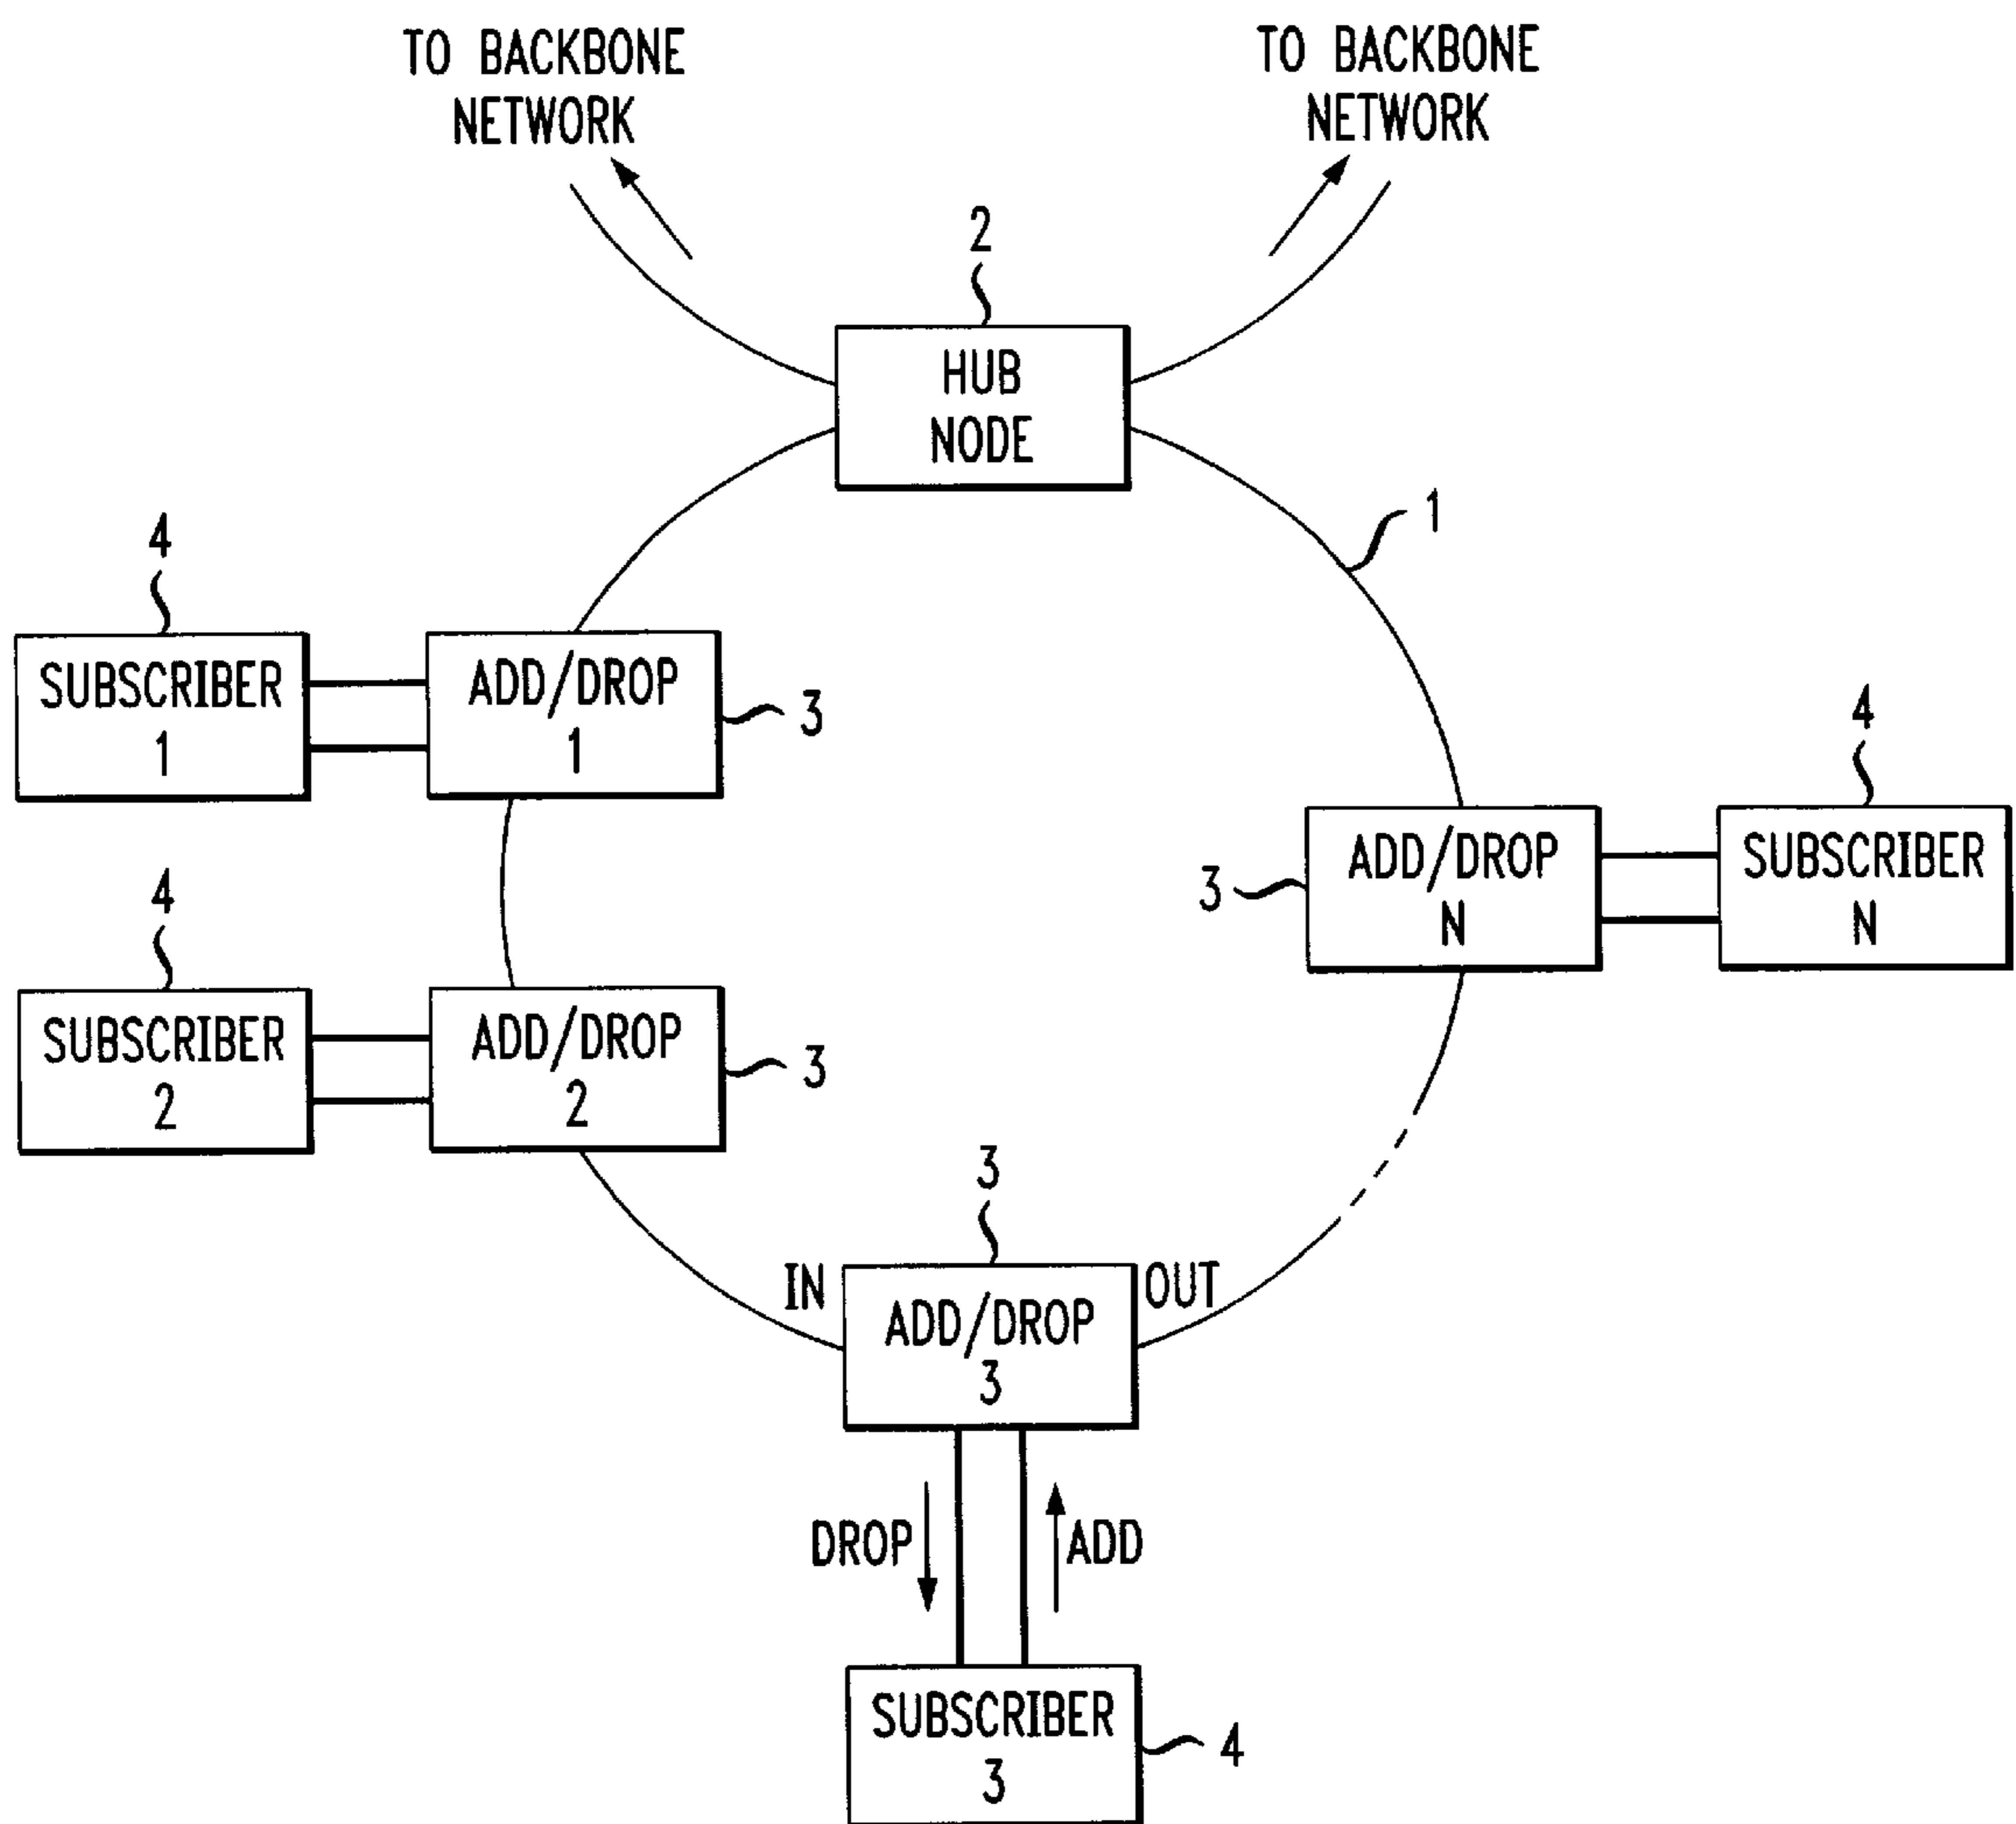 TO BACKBONE
NETWORK
TO BACKBONE
NETWORK
2
HUB
NODE
1
4
SUBSCRIBER
1
ADD/DROP
1
3
4
3
ADD/DROP
N
SUBSCRIBER
N
4
SUBSCRIBER
2
ADD/DROP
2
3
3
IN
ADD/DROP
3
OUT
DROP
ADD
SUBSCRIBER
3
4